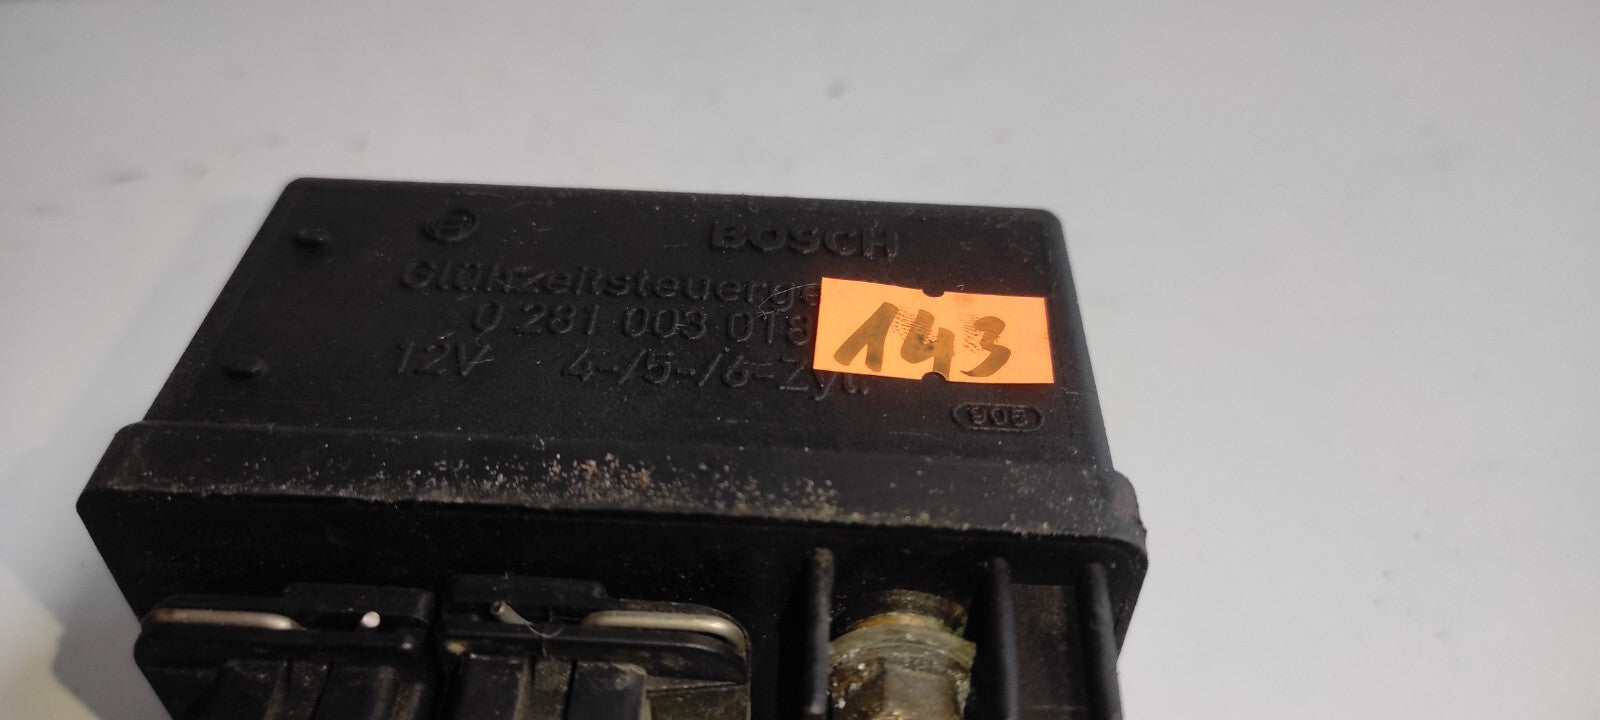 BOSCH
Glühzeitsteuerge
0 281 003 018
143
12V 4-/5-/6-Zyl.
905